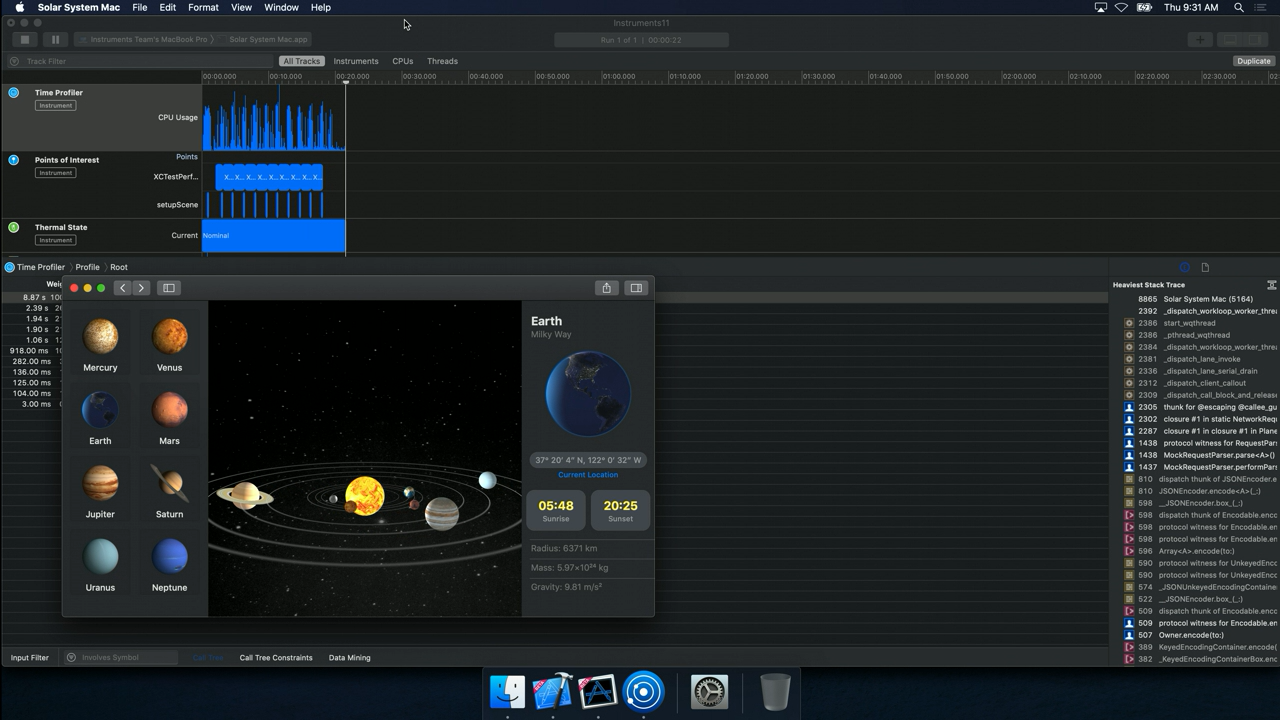 Solar System Mac File Edit Format View Window Help Thu 9:31 AM
Instruments11
Instruments Team's MacBook Pro Solar System Mac.app Run 1 of 1 | 00:00:22
Track Filter All Tracks Instruments CPUs Threads
00:00.000 00:10.000 00:20.000 00:30.000 00:40.000 00:50.000 01:00.000 01:10.000 01:20.000 01:30.000 01:40.000 01:50.000 02:00.000 02:10.000 02:20.000 02:30.000 Duplicate
Time Profiler
Instrument
CPU Usage
Points of Interest Points
Instrument XCTestPerf... X... X... X... X... X... X... X... X... X...
setupScene
Thermal State
Instrument Current Nominal
Time Profiler Profile Root
Heaviest Stack Trace
8.87 s
2.39 s
1.94 s
1.90 s
1.06 s
918.00 ms
282.00 ms
136.00 ms
125.00 ms
104.00 ms
3.00 ms
Mercury Venus
Earth Mars
Jupiter Saturn
Uranus Neptune
Earth
Milky Way
37° 20' 4" N, 122° 0' 32" W
Current Location
05:48 20:25
Sunrise Sunset
Radius: 6371 km
Mass: 5.97×10²⁴ kg
Gravity: 9.81 m/s²
8865 Solar System Mac (5164)
2392 _dispatch_workloop_worker_threa
2386 start_wqthread
2386 _pthread_wqthread
2384 _dispatch_workloop_worker_threa
2381 _dispatch_lane_invoke
2336 _dispatch_lane_serial_drain
2312 _dispatch_client_callout
2309 _dispatch_call_block_and_release
2305 thunk for @escaping @callee_gu
2302 closure #1 in static NetworkRequ
2287 closure #1 in closure #1 in Plane
1438 protocol witness for RequestPars
1438 MockRequestParser.parse<A>()
1437 MockRequestParser.performPars
810 dispatch thunk of JSONEncoder.e
810 JSONEncoder.encode<A>(_:)
598 __JSONEncoder.box_(_:)
598 dispatch thunk of Encodable.enc
598 protocol witness for Encodable.e
598 protocol witness for Encodable.e
596 Array<A>.encode(to:)
590 protocol witness for UnkeyedEnc
590 protocol witness for UnkeyedEnc
574 _JSONUnkeyedEncodingContaine
522 __JSONEncoder.box_(_:)
509 dispatch thunk of Encodable.enc
509 protocol witness for Encodable.e
507 Owner.encode(to:)
389 KeyedEncodingContainer.encode(
382 _KeyedEncodingContainerBox.en
Input Filter Involves Symbol Call Tree Call Tree Constraints Data Mining